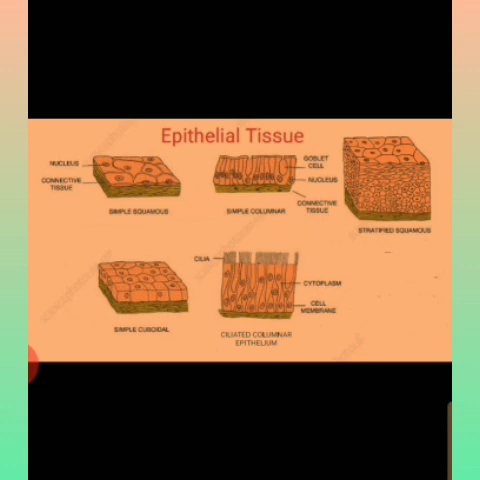 Epithelial Tissue
NUCLEUS
CONNECTIVE
TISSUE
SIMPLE SQUAMOUS
GOBLET
CELL
NUCLEUS
CONNECTIVE
TISSUE
SIMPLE COLUMNAR
STRATIFIED SQUAMOUS
SIMPLE CUBOIDAL
CILIA
CYTOPLASM
CELL
MEMBRANE
CILIATED COLUMNAR
EPITHELIUM